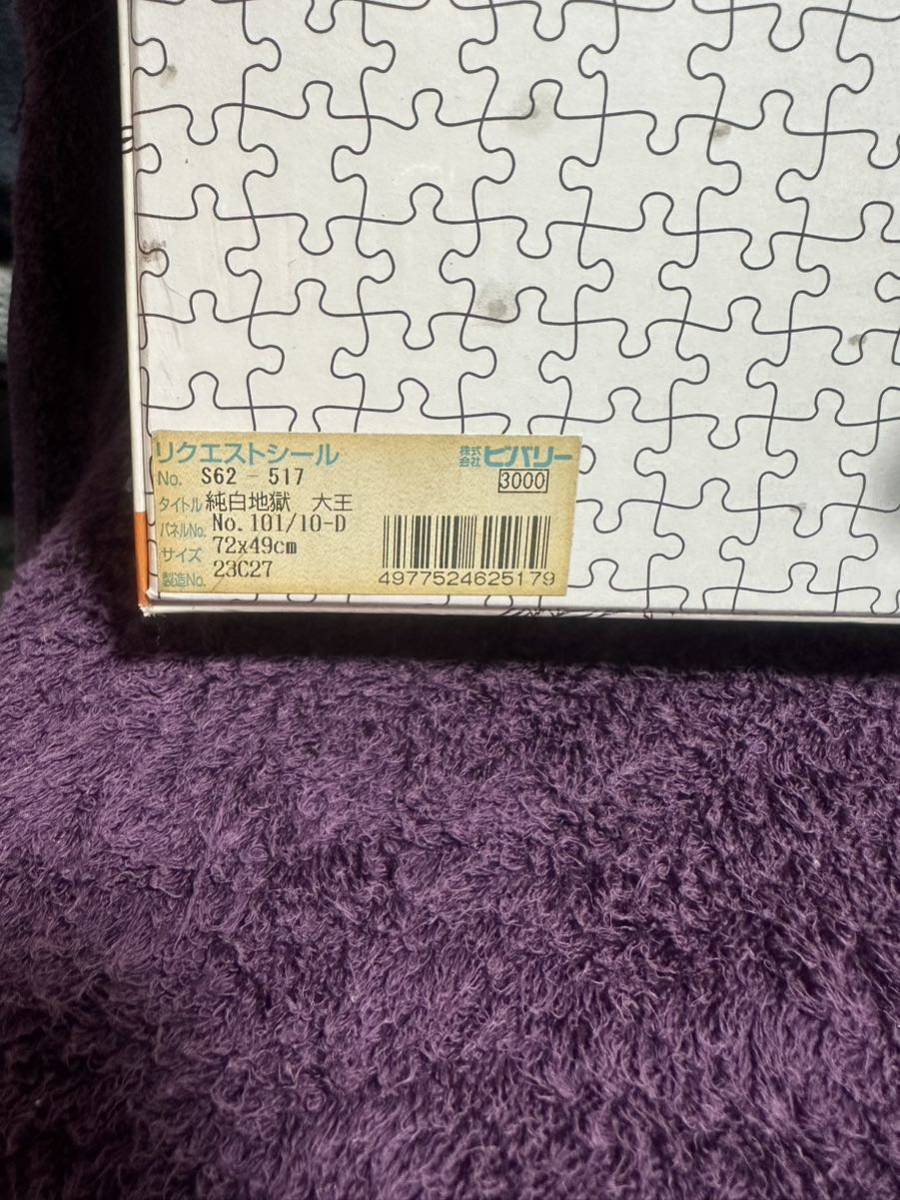 リクエストシール
株式会社 ビバリー
No. S62-517
3000
タイトル 純白地獄 大王
パネルNo. No.101/10-D
サイズ 72x49cm
製造No. 23C27
4977524625179